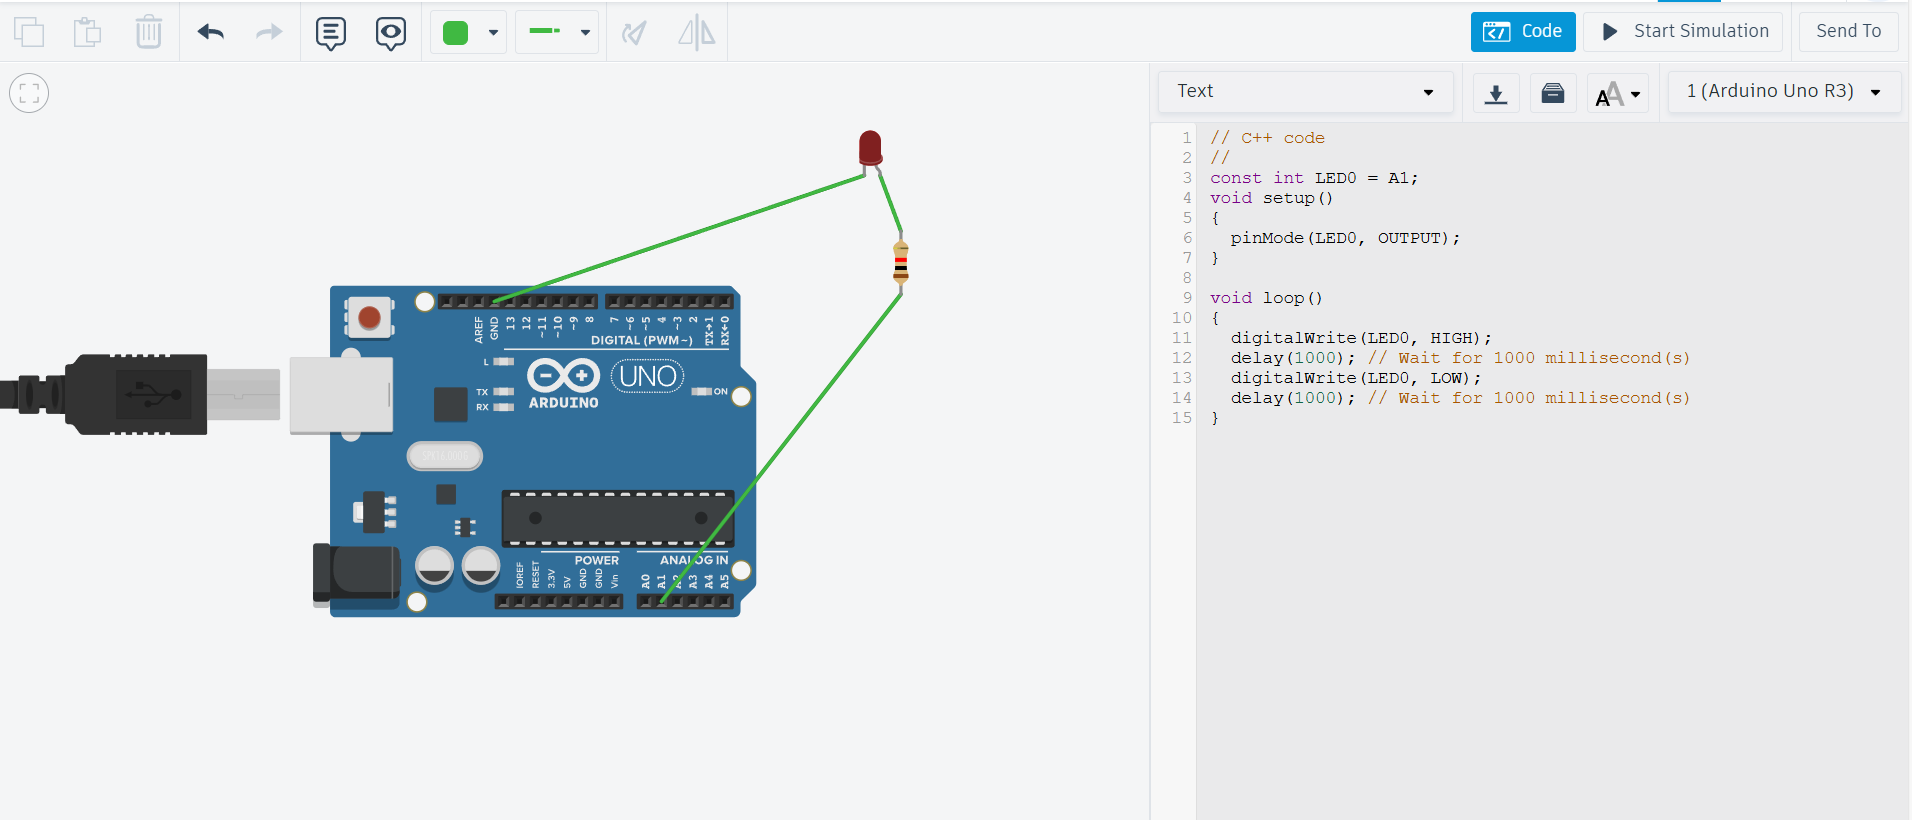 Code
Start Simulation
Send To
Text
1 (Arduino Uno R3)
1 // C++ code
2 //
3 const int LED0 = A1;
4 void setup()
5 {
6   pinMode(LED0, OUTPUT);
7 }
8
9 void loop()
10 {
11   digitalWrite(LED0, HIGH);
12   delay(1000); // Wait for 1000 millisecond(s)
13   digitalWrite(LED0, LOW);
14   delay(1000); // Wait for 1000 millisecond(s)
15 }
AREF GND 13 12 ~11 ~10 ~9 8 7 ~6 ~5 4 ~3 2 TX→1 RX←0
DIGITAL (PWM~)
L
UNO
TX
ON
RX
ARDUINO
POWER
ANALOG IN
IOREF RESET 3.3V 5V GND GND Vin A0 A1 A2 A3 A4 A5